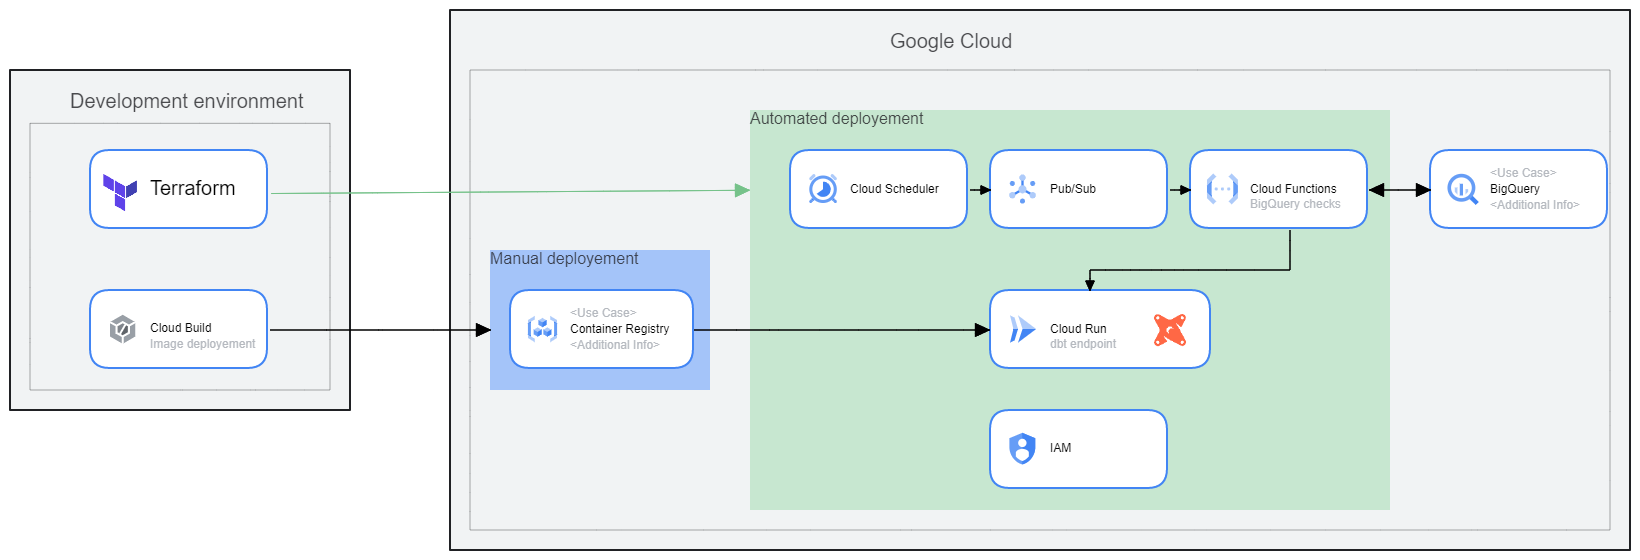 Google Cloud
Development environment
Automated deployement
Terraform
Cloud Scheduler
Pub/Sub
Cloud Functions
BigQuery checks
<Use Case>
BigQuery
<Additional Info>
Manual deployement
Cloud Build
Image deployement
<Use Case>
Container Registry
<Additional Info>
Cloud Run
dbt endpoint
IAM